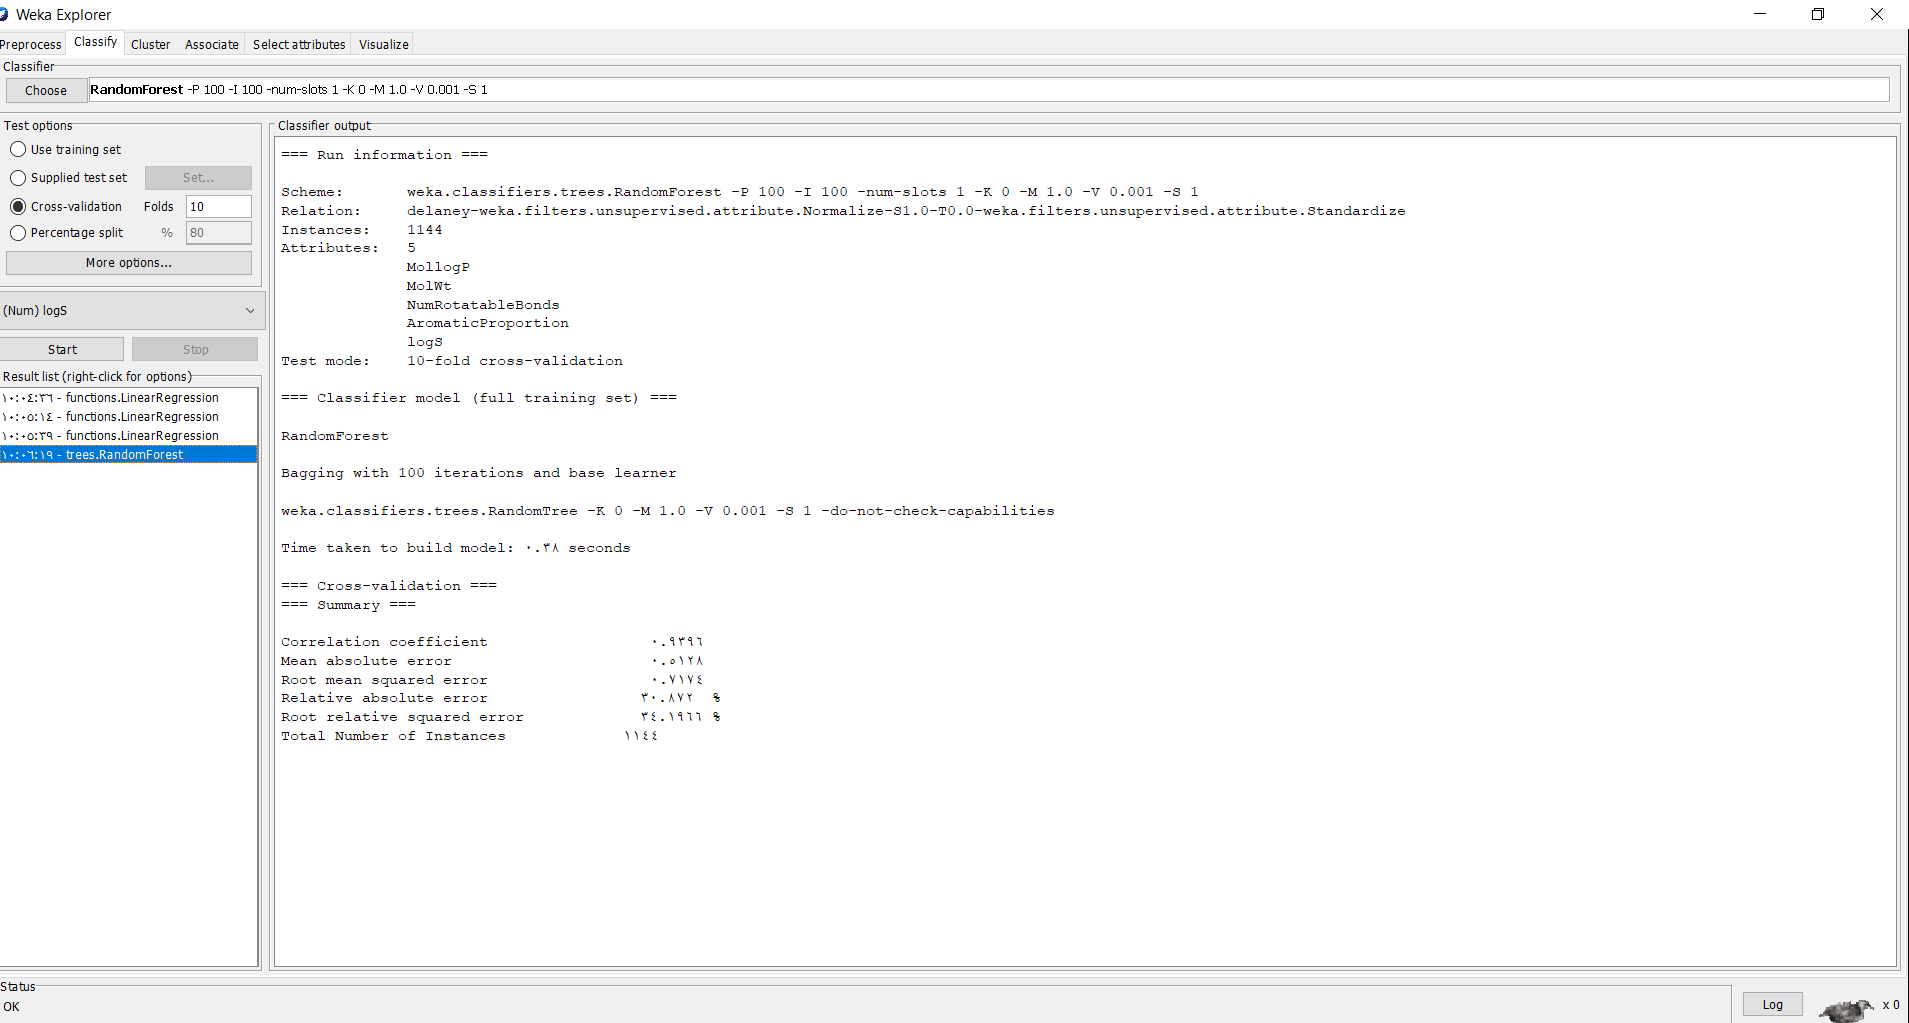 Weka Explorer
Preprocess Classify Cluster Associate Select attributes Visualize
Classifier
Choose RandomForest -P 100 -I 100 -num-slots 1 -K 0 -M 1.0 -V 0.001 -S 1
Test options
Use training set
Supplied test set Set...
Cross-validation Folds 10
Percentage split % 80
More options...
(Num) logS
Start Stop
Result list (right-click for options)
١٠:٠٤:٣٦ - functions.LinearRegression
١٠:٠٥:١٤ - functions.LinearRegression
١٠:٠٥:٣٩ - functions.LinearRegression
١٠:٠٦:١٩ - trees.RandomForest
Classifier output
=== Run information ===
Scheme: weka.classifiers.trees.RandomForest -P 100 -I 100 -num-slots 1 -K 0 -M 1.0 -V 0.001 -S 1
Relation: delaney-weka.filters.unsupervised.attribute.Normalize-S1.0-T0.0-weka.filters.unsupervised.attribute.Standardize
Instances: 1144
Attributes: 5
MollogP
MolWt
NumRotatableBonds
AromaticProportion
logS
Test mode: 10-fold cross-validation
=== Classifier model (full training set) ===
RandomForest
Bagging with 100 iterations and base learner
weka.classifiers.trees.RandomTree -K 0 -M 1.0 -V 0.001 -S 1 -do-not-check-capabilities
Time taken to build model: ٠.٣٨ seconds
=== Cross-validation ===
=== Summary ===
Correlation coefficient ٠.٩٣٩٦
Mean absolute error ٠.٥١٢٨
Root mean squared error ٠.٧١٧٤
Relative absolute error ٣٠.٨٧٢ %
Root relative squared error ٣٤.١٩٦٦ %
Total Number of Instances ١١٤٤
Status
OK
Log x 0